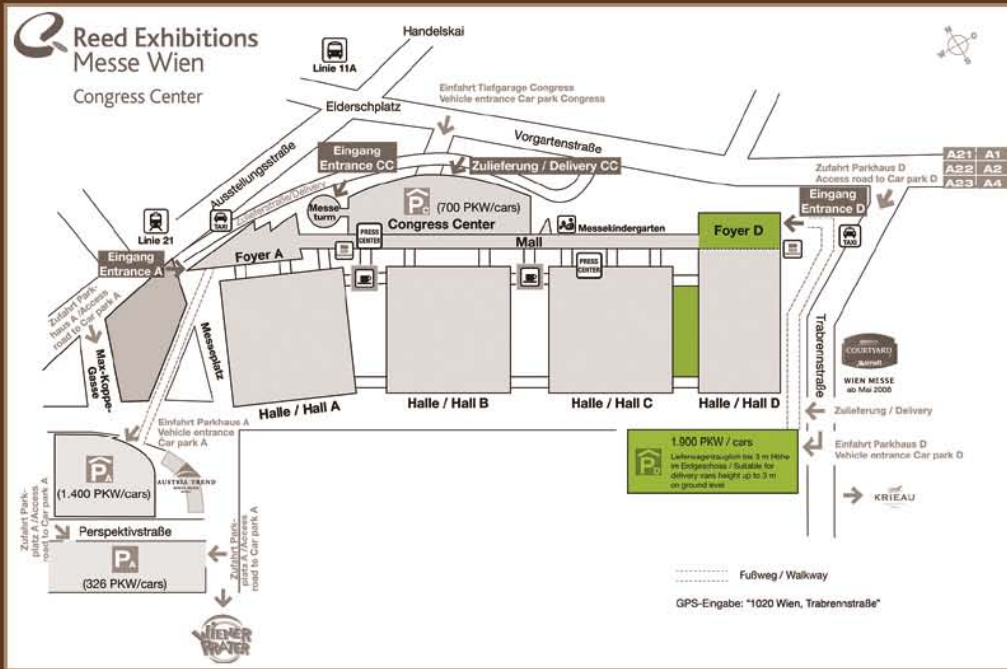 Reed Exhibitions
Messe Wien
Congress Center
Handelskai
Linie 11A
Einfahrt Tiefgarage Congress
Vehicle entrance Car park Congress
Elderschplatz
Vorgartenstraße
Ausstellungsstraße
Eingang
Entrance CC
Zulieferung / Delivery CC
A21 A1
A22 A2
A23 A4
Zufahrt Parkhaus D
Access road to Car park D
Eingang
Entrance D
Zulieferstraße/Delivery
Messe
turm
P
C
(700 PKW/cars)
Congress Center
TAXI
Linie 21
PRESS
CENTER
Messekindergarten
Foyer D
TAXI
Mall
Foyer A
Eingang
Entrance A
PRESS
CENTER
Zufahrt Park-
haus A /Access
road to Car park A
Max-Koppe-
Gasse
Messeplatz
Trabrennstraße
COURTYARD
Marriott
WIEN MESSE
ab Mai 2008
Halle / Hall A
Halle / Hall B
Halle / Hall C
Halle / Hall D
Zulieferung / Delivery
Einfahrt Parkhaus A
Vehicle entrance
Car park A
Einfahrt Parkhaus D
Vehicle entrance Car park D
P
D
1.900 PKW / cars
Lieferwagentauglich bis 3 m Höhe
im Erdgeschoss / Suitable for
delivery vans height up to 3 m
on ground level
P
A
(1.400 PKW/cars)
AUSTRIA TREND
KRIEAU
Zufahrt Park-
platz A /Access
road to Car park A
Perspektivstraße
P
A
(326 PKW/cars)
Zufahrt Park-
platz A /Access
road to Car park A
WIENER
PRATER
Fußweg / Walkway
GPS-Eingabe: "1020 Wien, Trabrennstraße"